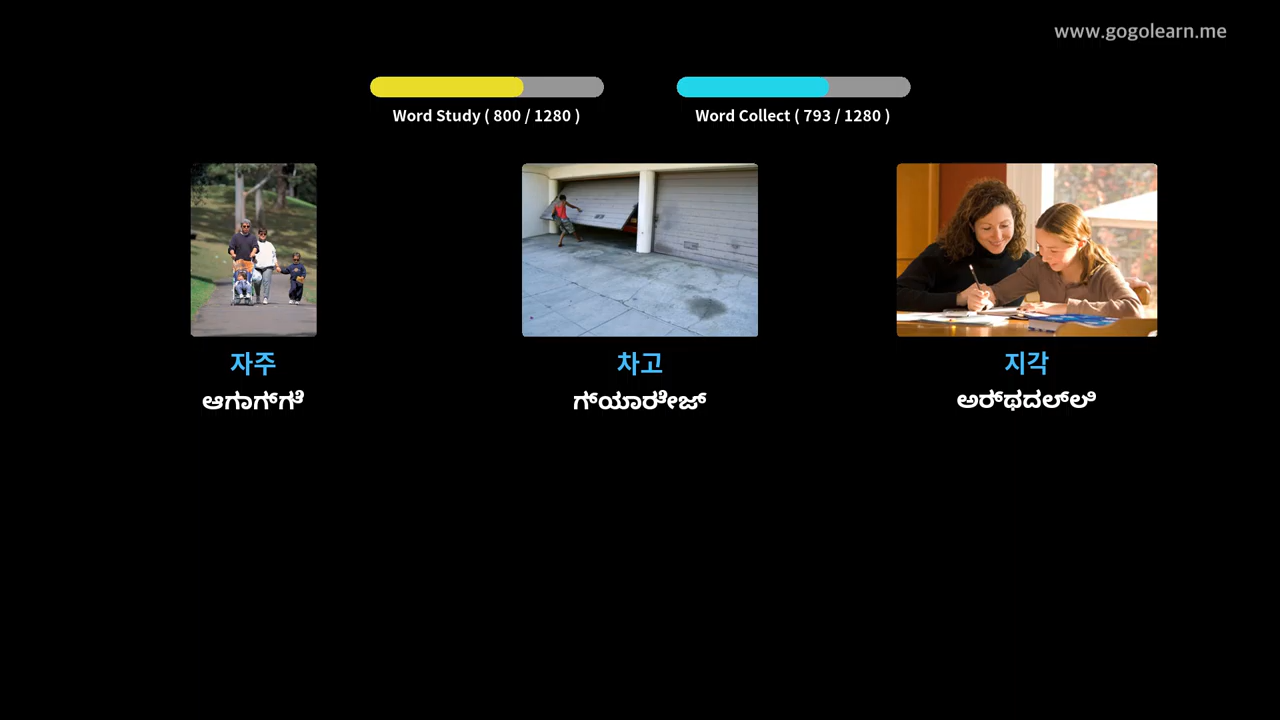 www.gogolearn.me
Word Study ( 800 / 1280 )
Word Collect ( 793 / 1280 )
자주
차고
지각
ಆಗಾಗ್‌ಗೆ
ಗ್‌ಯಾರೇಜ್
ಅರ್‌ಥದಲ್‌ಲಿ